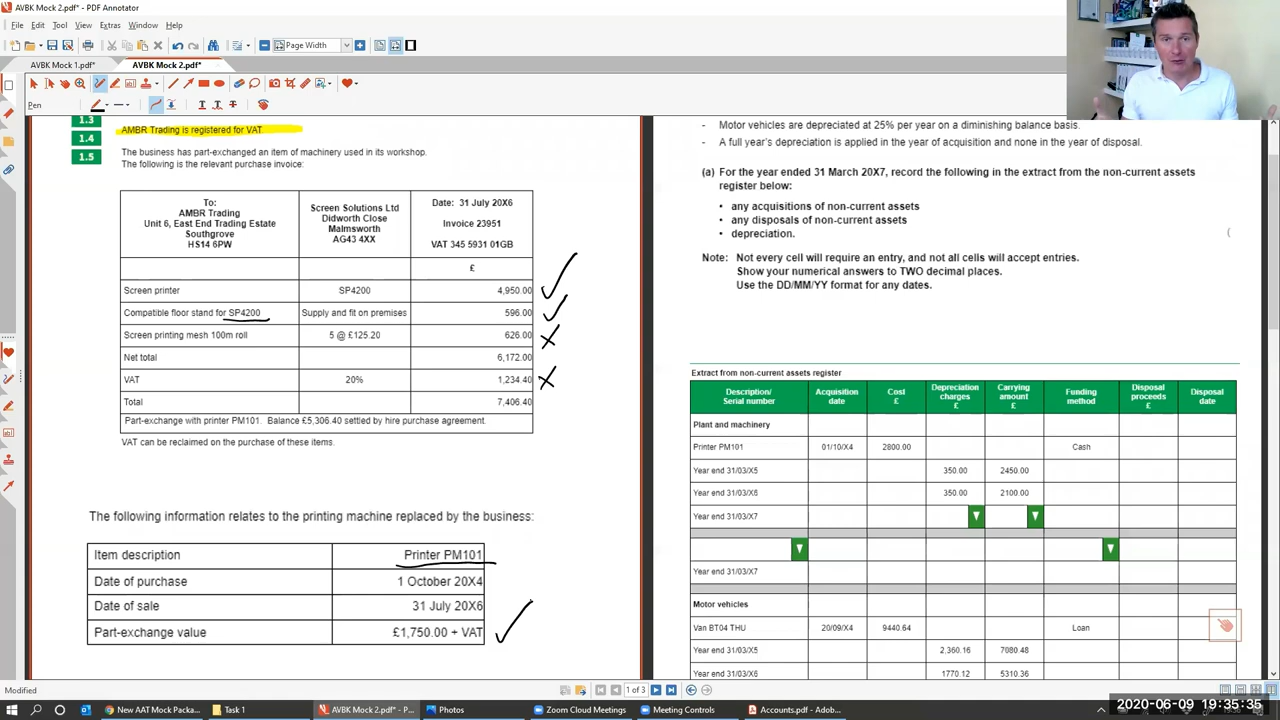 AVBK Mock 2.pdf* - PDF Annotator
File Edit Tool View Extras Window Help
Page Width
AVBK Mock 1.pdf* AVBK Mock 2.pdf*
Pen
1.3
AMBR Trading is registered for VAT.
1.4
1.5
The business has part-exchanged an item of machinery used in its workshop.
The following is the relevant purchase invoice:
To:
AMBR Trading
Unit 6, East End Trading Estate
Southgrove
HS14 6PW
Screen Solutions Ltd
Didworth Close
Malmsworth
AG43 4XX
Date: 31 July 20X6
Invoice 23951
VAT 345 5931 01GB
£
Screen printer SP4200 4,950.00
Compatible floor stand for SP4200 Supply and fit on premises 596.00
Screen printing mesh 100m roll 5 @ £125.20 626.00
Net total 6,172.00
VAT 20% 1,234.40
Total 7,406.40
Part-exchange with printer PM101. Balance £5,306.40 settled by hire purchase agreement.
VAT can be reclaimed on the purchase of these items.
The following information relates to the printing machine replaced by the business:
Item description Printer PM101
Date of purchase 1 October 20X4
Date of sale 31 July 20X6
Part-exchange value £1,750.00 + VAT
- Motor vehicles are depreciated at 25% per year on a diminishing balance basis.
- A full year's depreciation is applied in the year of acquisition and none in the year of disposal.
(a) For the year ended 31 March 20X7, record the following in the extract from the non-current assets
register below:
• any acquisitions of non-current assets
• any disposals of non-current assets
• depreciation.
Note: Not every cell will require an entry, and not all cells will accept entries.
Show your numerical answers to TWO decimal places.
Use the DD/MM/YY format for any dates.
Extract from non-current assets register
Description/
Serial number
Acquisition
date
Cost
£
Depreciation
charges
£
Carrying
amount
£
Funding
method
Disposal
proceeds
£
Disposal
date
Plant and machinery
Printer PM101 01/10/X4 2800.00 Cash
Year end 31/03/X5 350.00 2450.00
Year end 31/03/X6 350.00 2100.00
Year end 31/03/X7
Year end 31/03/X7
Motor vehicles
Van BT04 THU 20/09/X4 9440.64 Loan
Year end 31/03/X5 2,360.16 7080.48
Year end 31/03/X6 1770.12 5310.36
Modified
1 of 3
New AAT Mock Packa... Task 1 AVBK Mock 2.pdf* - P... Photos Zoom Cloud Meetings Meeting Controls Accounts.pdf - Adob...
2020-06-09 19:35:35